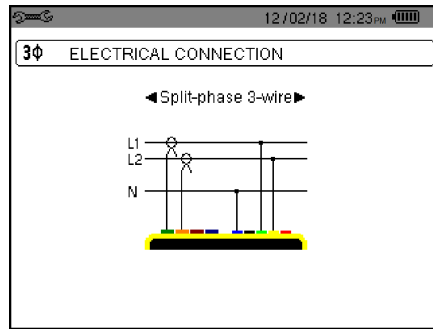 12/02/18 12:23PM
3Φ ELECTRICAL CONNECTION
◄Split-phase 3-wire►
L1
L2
N